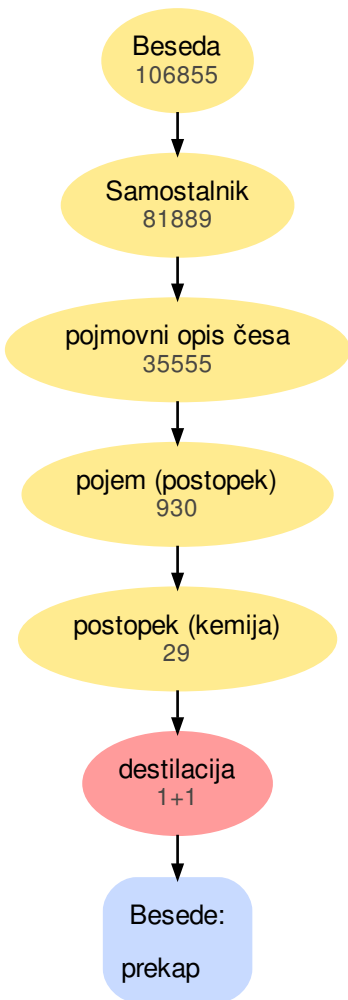 Beseda
106855
Samostalnik
81889
pojmovni opis česa
35555
pojem (postopek)
930
postopek (kemija)
29
destilacija
1+1
Besede:
prekap